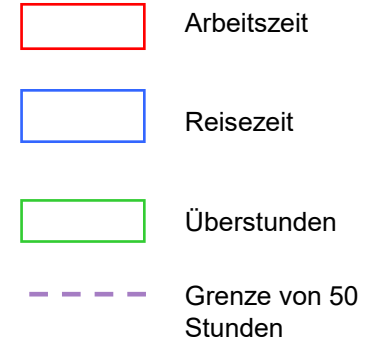 Arbeitszeit
Reisezeit
Überstunden
Grenze von 50
Stunden